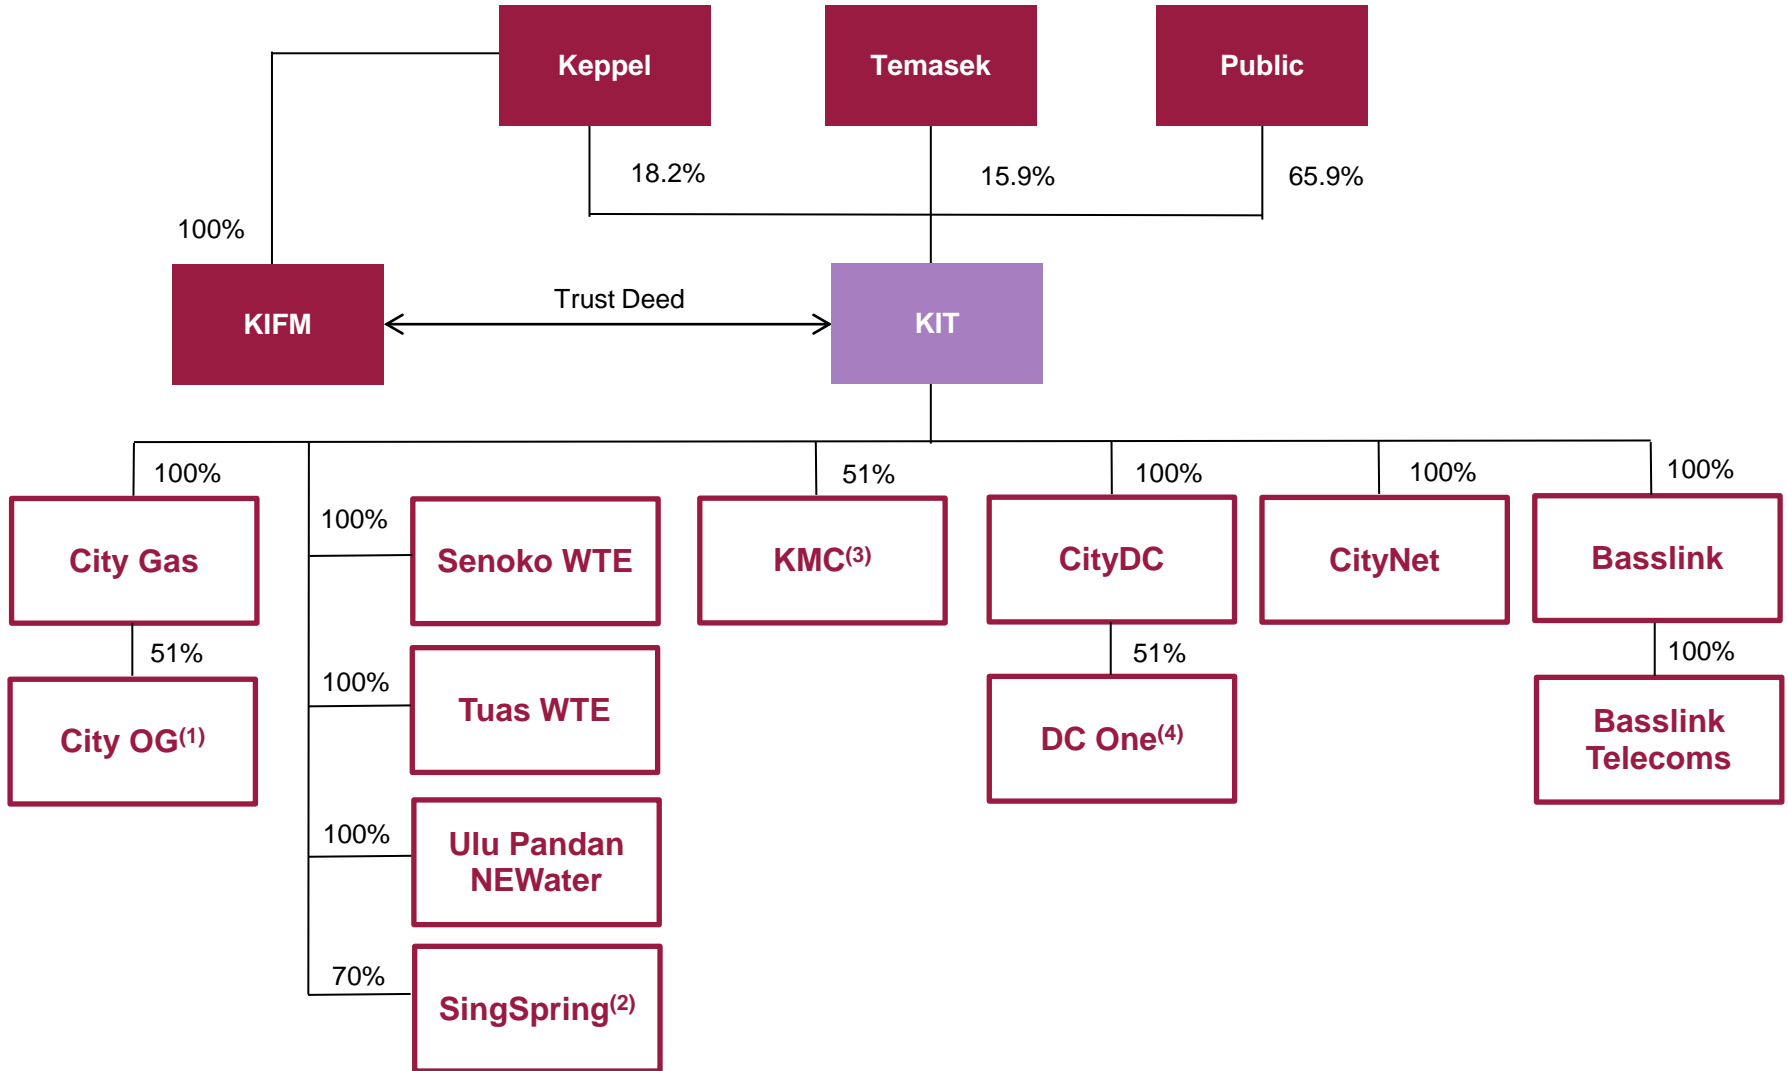 Keppel
Temasek
Public
18.2%
15.9%
65.9%
100%
KIFM
Trust Deed
KIT
100%
51%
100%
100%
100%
100%
City Gas
Senoko WTE
KMC(3)
CityDC
CityNet
Basslink
51%
100%
51%
100%
City OG(1)
Tuas WTE
DC One(4)
Basslink
Telecoms
100%
Ulu Pandan
NEWater
70%
SingSpring(2)